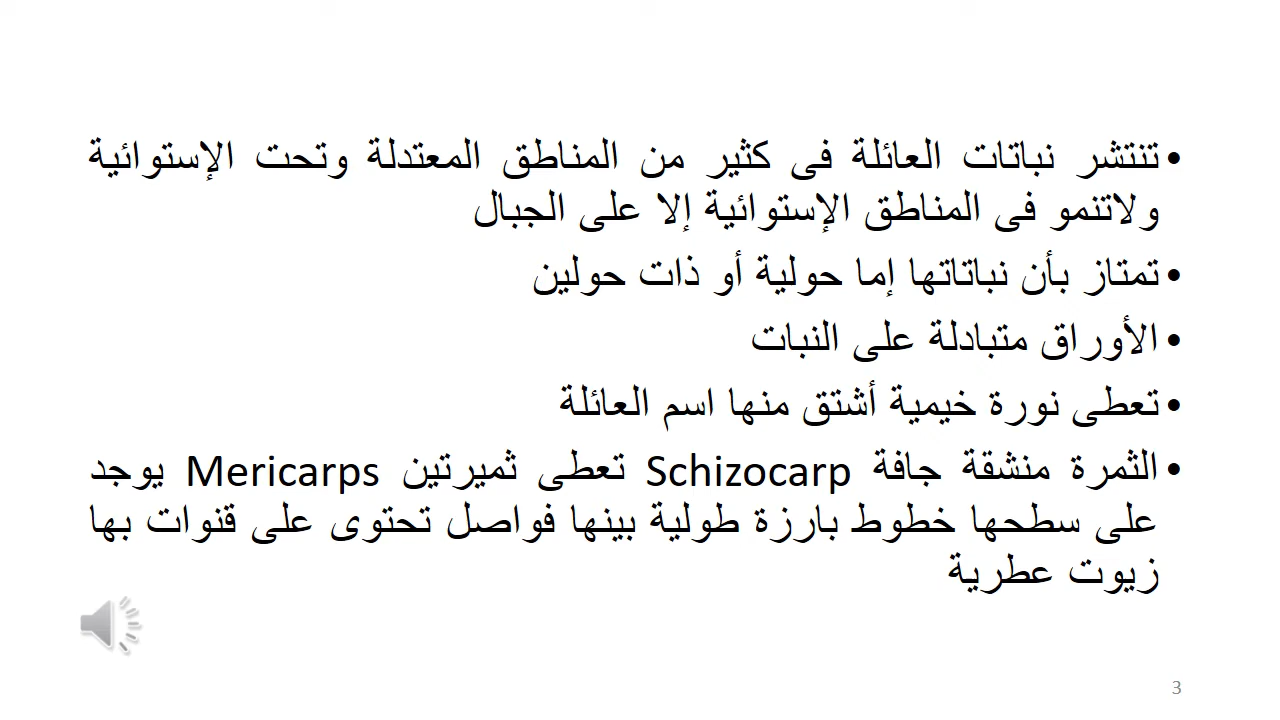 • تنتشر نباتات العائلة فى كثير من المناطق المعتدلة وتحت الإستوائية
ولاتنمو فى المناطق الإستوائية إلا على الجبال
• تمتاز بأن نباتاتها إما حولية أو ذات حولين
• الأوراق متبادلة على النبات
• تعطى نورة خيمية أشتق منها اسم العائلة
• الثمرة منشقة جافة Schizocarp تعطى ثميرتين Mericarps يوجد
على سطحها خطوط بارزة طولية بينها فواصل تحتوى على قنوات بها
زيوت عطرية
3